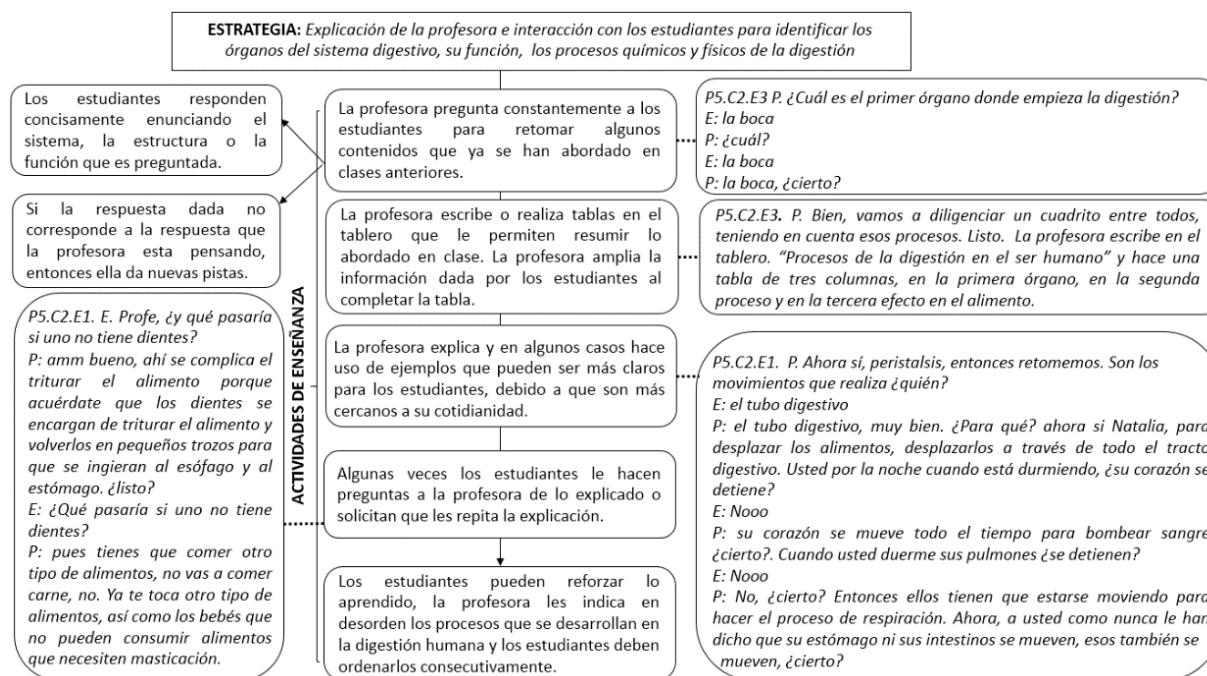 ESTRATEGIA: Explicación de la profesora e interacción con los estudiantes para identificar los
órganos del sistema digestivo, su función, los procesos químicos y físicos de la digestión
Los estudiantes responden
concisamente enunciando el
sistema, la estructura o la
función que es preguntada.
Si la respuesta dada no
corresponde a la respuesta que
la profesora esta pensando,
entonces ella da nuevas pistas.
P5.C2.E1. E. Profe, ¿y qué pasaría
si uno no tiene dientes?
P: amm bueno, ahí se complica el
triturar el alimento porque
acuérdate que los dientes se
encargan de triturar el alimento y
volverlos en pequeños trozos para
que se ingieran al esófago y al
estómago. ¿listo?
E: ¿Qué pasaría si uno no tiene
dientes?
P: pues tienes que comer otro
tipo de alimentos, no vas a comer
carne, no. Ya te toca otro tipo de
alimentos, así como los bebés que
no pueden consumir alimentos
que necesiten masticación.
ACTIVIDADES DE ENSEÑANZA
La profesora pregunta constantemente a los
estudiantes para retomar algunos
contenidos que ya se han abordado en
clases anteriores.
La profesora escribe o realiza tablas en el
tablero que le permiten resumir lo
abordado en clase. La profesora amplia la
información dada por los estudiantes al
completar la tabla.
La profesora explica y en algunos casos hace
uso de ejemplos que pueden ser más claros
para los estudiantes, debido a que son más
cercanos a su cotidianidad.
Algunas veces los estudiantes le hacen
preguntas a la profesora de lo explicado o
solicitan que les repita la explicación.
Los estudiantes pueden reforzar lo
aprendido, la profesora les indica en
desorden los procesos que se desarrollan en
la digestión humana y los estudiantes deben
ordenarlos consecutivamente.
P5.C2.E3 P. ¿Cuál es el primer órgano donde empieza la digestión?
E: la boca
P: ¿cuál?
E: la boca
P: la boca, ¿cierto?
P5.C2.E3. P. Bien, vamos a diligenciar un cuadrito entre todos,
teniendo en cuenta esos procesos. Listo. La profesora escribe en el
tablero. “Procesos de la digestión en el ser humano” y hace una
tabla de tres columnas, en la primera órgano, en la segunda
proceso y en la tercera efecto en el alimento.
P5.C2.E1. P. Ahora sí, peristalsis, entonces retomemos. Son los
movimientos que realiza ¿quién?
E: el tubo digestivo
P: el tubo digestivo, muy bien. ¿Para qué? ahora si Natalia, para
desplazar los alimentos, desplazarlos a través de todo el tracto
digestivo. Usted por la noche cuando está durmiendo, ¿su corazón se
detiene?
E: Nooo
P: su corazón se mueve todo el tiempo para bombear sangre
¿cierto?. Cuando usted duerme sus pulmones ¿se detienen?
E: Nooo
P: No, ¿cierto? Entonces ellos tienen que estarse moviendo para
hacer el proceso de respiración. Ahora, a usted como nunca le han
dicho que su estómago ni sus intestinos se mueven, esos también se
mueven, ¿cierto?